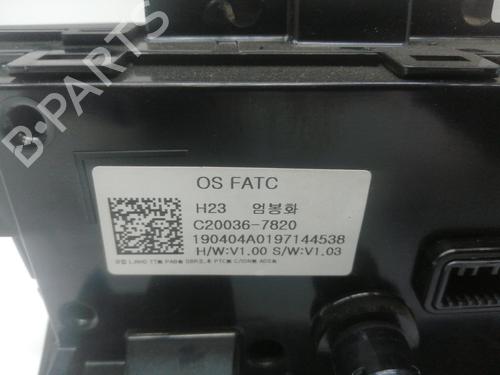 B-PARTS
OS FATC
H23 엄봉화
C20036-7820
190404A0197144538
H/W:V1.00 S/W:V1.03